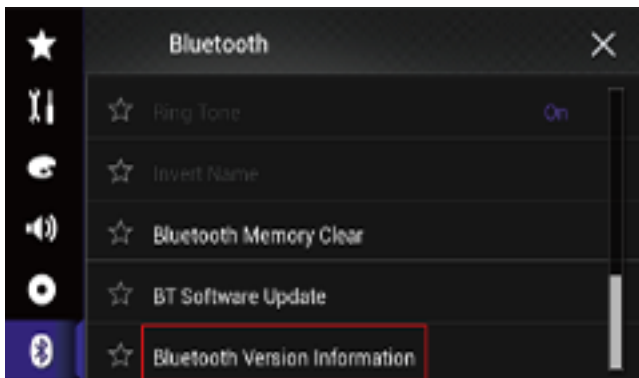 Bluetooth
Ring Tone On
Invert Name
Bluetooth Memory Clear
BT Software Update
Bluetooth Version Information